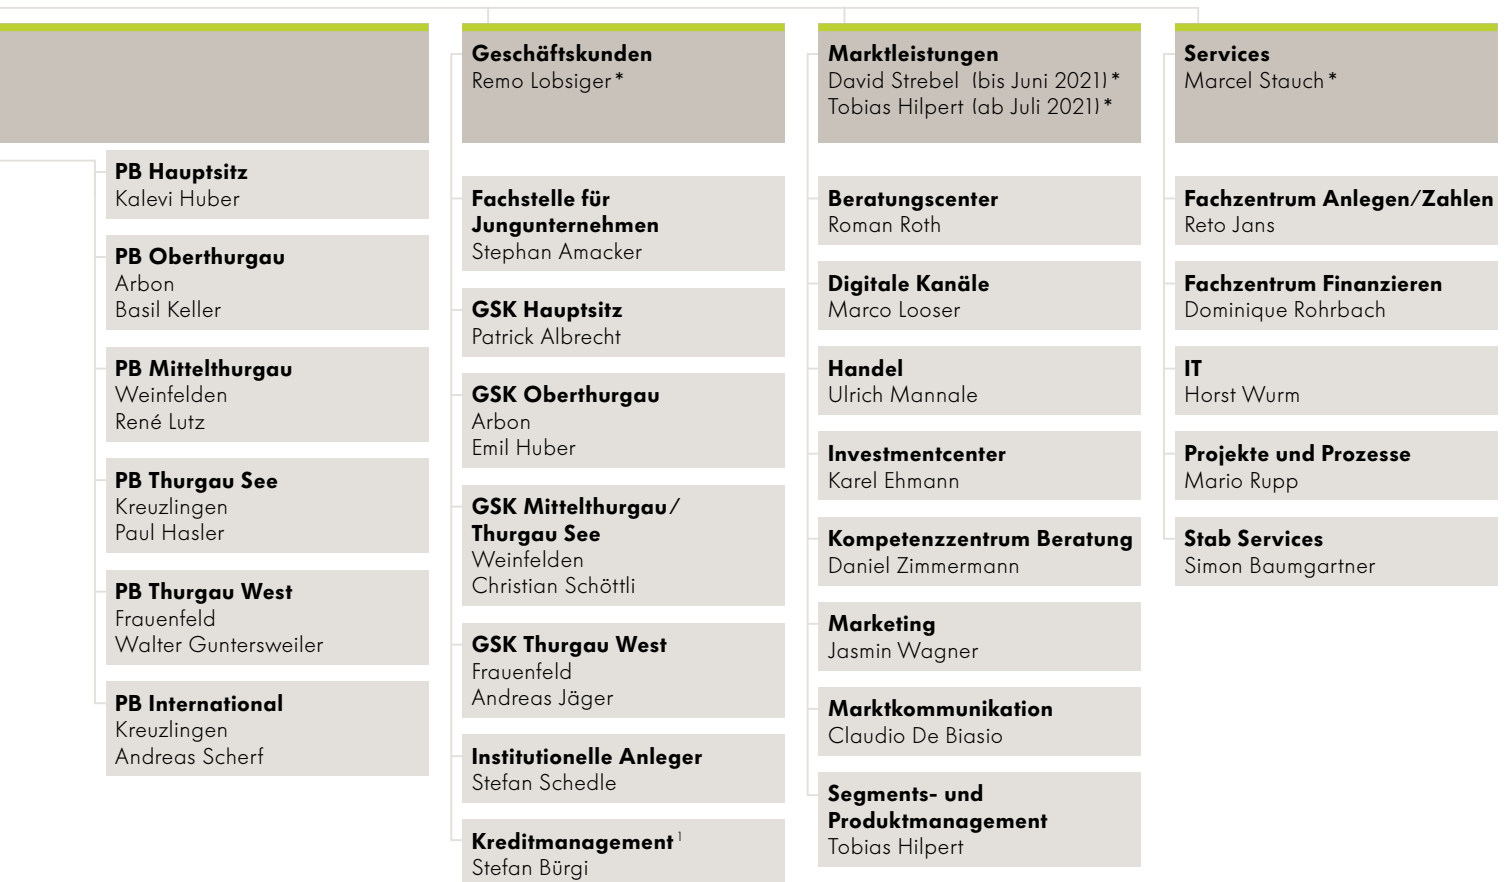 PB Hauptsitz
Kalevi Huber
PB Oberthurgau
Arbon
Basil Keller
PB Mittelthurgau
Weinfelden
René Lutz
PB Thurgau See
Kreuzlingen
Paul Hasler
PB Thurgau West
Frauenfeld
Walter Guntersweiler
PB International
Kreuzlingen
Andreas Scherf
Geschäftskunden
Remo Lobsiger*
Fachstelle für
Jungunternehmen
Stephan Amacker
GSK Hauptsitz
Patrick Albrecht
GSK Oberthurgau
Arbon
Emil Huber
GSK Mittelthurgau/
Thurgau See
Weinfelden
Christian Schöttli
GSK Thurgau West
Frauenfeld
Andreas Jäger
Institutionelle Anleger
Stefan Schedle
Kreditmanagement¹
Stefan Bürgi
Marktleistungen
David Strebel (bis Juni 2021)*
Tobias Hilpert (ab Juli 2021)*
Beratungscenter
Roman Roth
Digitale Kanäle
Marco Looser
Handel
Ulrich Mannale
Investmentcenter
Karel Ehmann
Kompetenzzentrum Beratung
Daniel Zimmermann
Marketing
Jasmin Wagner
Marktkommunikation
Claudio De Biasio
Segments- und
Produktmanagement
Tobias Hilpert
Services
Marcel Stauch*
Fachzentrum Anlegen/Zahlen
Reto Jans
Fachzentrum Finanzieren
Dominique Rohrbach
IT
Horst Wurm
Projekte und Prozesse
Mario Rupp
Stab Services
Simon Baumgartner